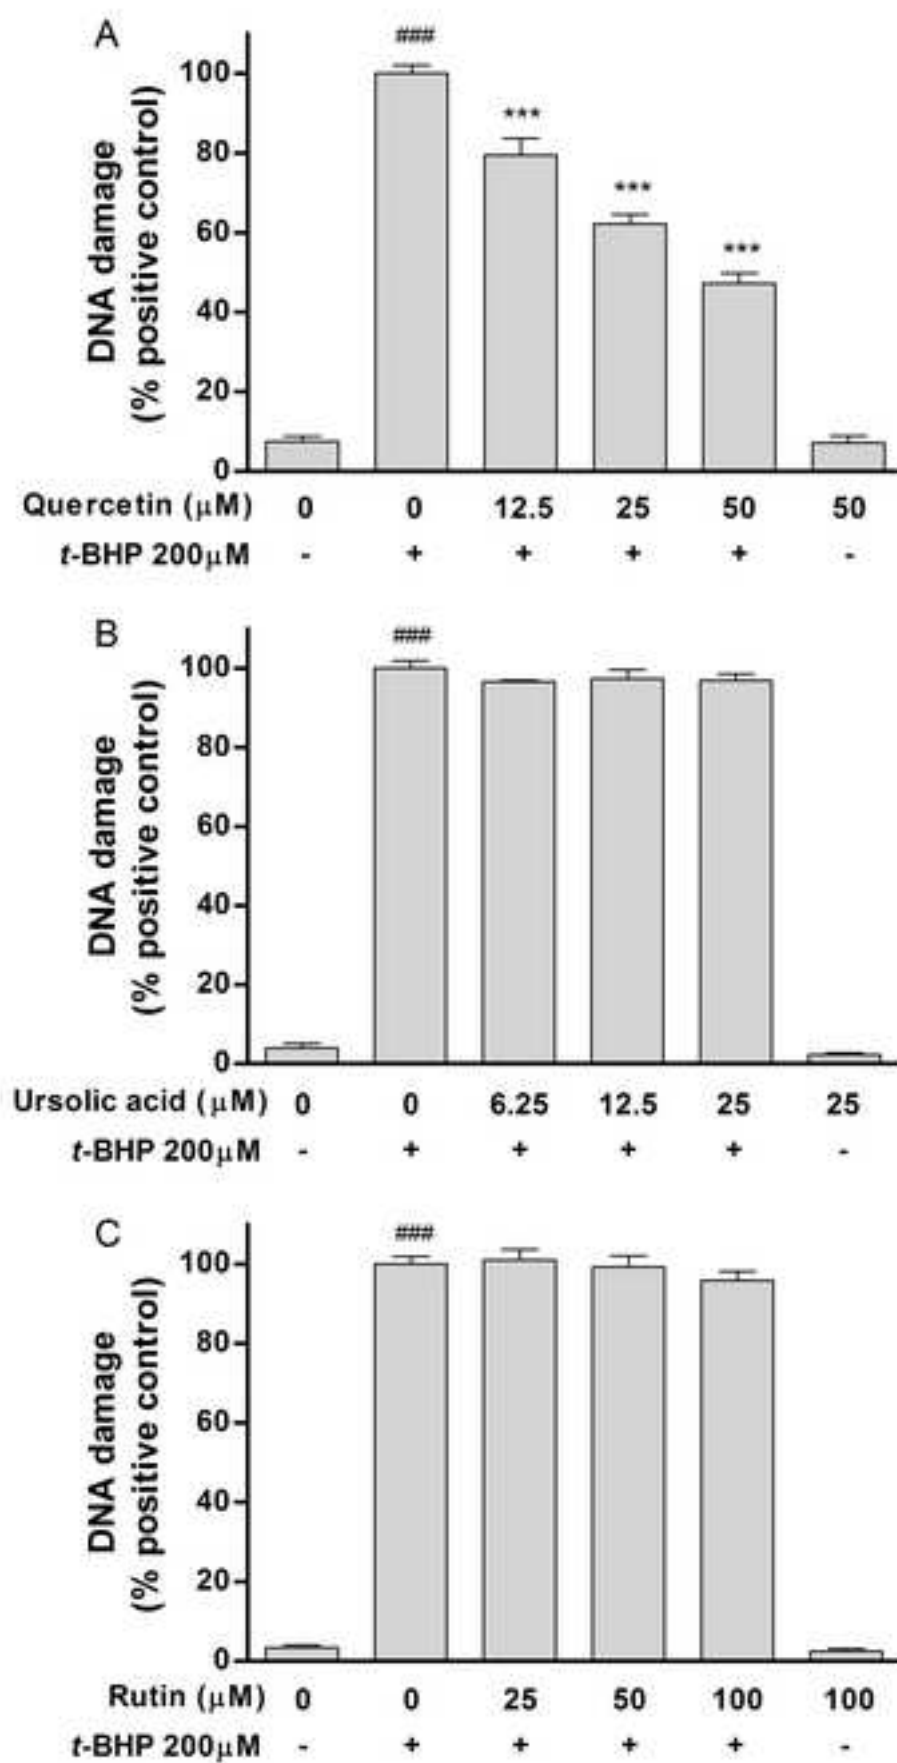 A
DNA damage
(% positive control)
###
***
***
***
100
80
60
40
20
0
Quercetin (μM) 0 0 12.5 25 50 50
t-BHP 200μM - + + + + -
B
DNA damage
(% positive control)
###
100
80
60
40
20
0
Ursolic acid (μM) 0 0 6.25 12.5 25 25
t-BHP 200μM - + + + + -
C
DNA damage
(% positive control)
###
100
80
60
40
20
0
Rutin (μM) 0 0 25 50 100 100
t-BHP 200μM - + + + + -